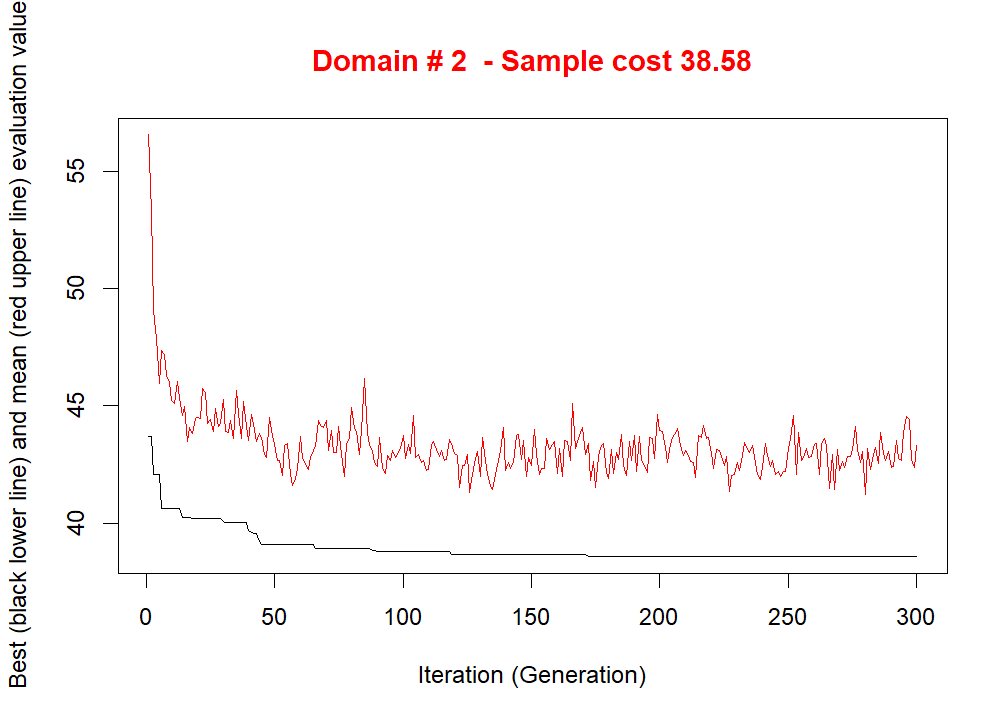 Domain # 2 - Sample cost 38.58
Best (black lower line) and mean (red upper line) evaluation value
55
50
45
40
0 50 100 150 200 250 300
Iteration (Generation)